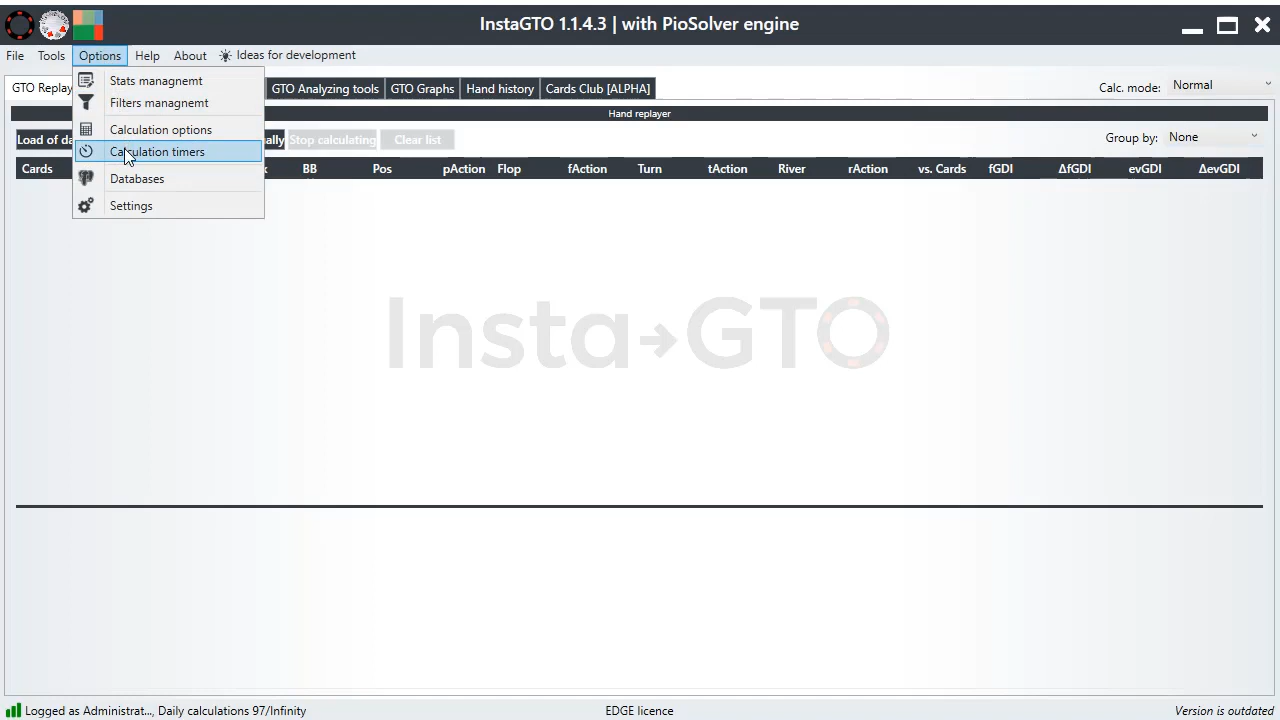 InstaGTO 1.1.4.3 | with PioSolver engine
File Tools Options Help About Ideas for development
Stats managnemt
Filters managnemt
Calculation options
Calculation timers
Databases
Settings
GTO Replay
GTO Analyzing tools GTO Graphs Hand history Cards Club [ALPHA]
Calc. mode: Normal
Hand replayer
Load of da
ally Stop calculating Clear list
Group by: None
Cards BB Pos pAction Flop fAction Turn tAction River rAction vs. Cards fGDI ΔfGDI evGDI ΔevGDI
Insta→GTO
Logged as Administrat..., Daily calculations 97/Infinity EDGE licence Version is outdated